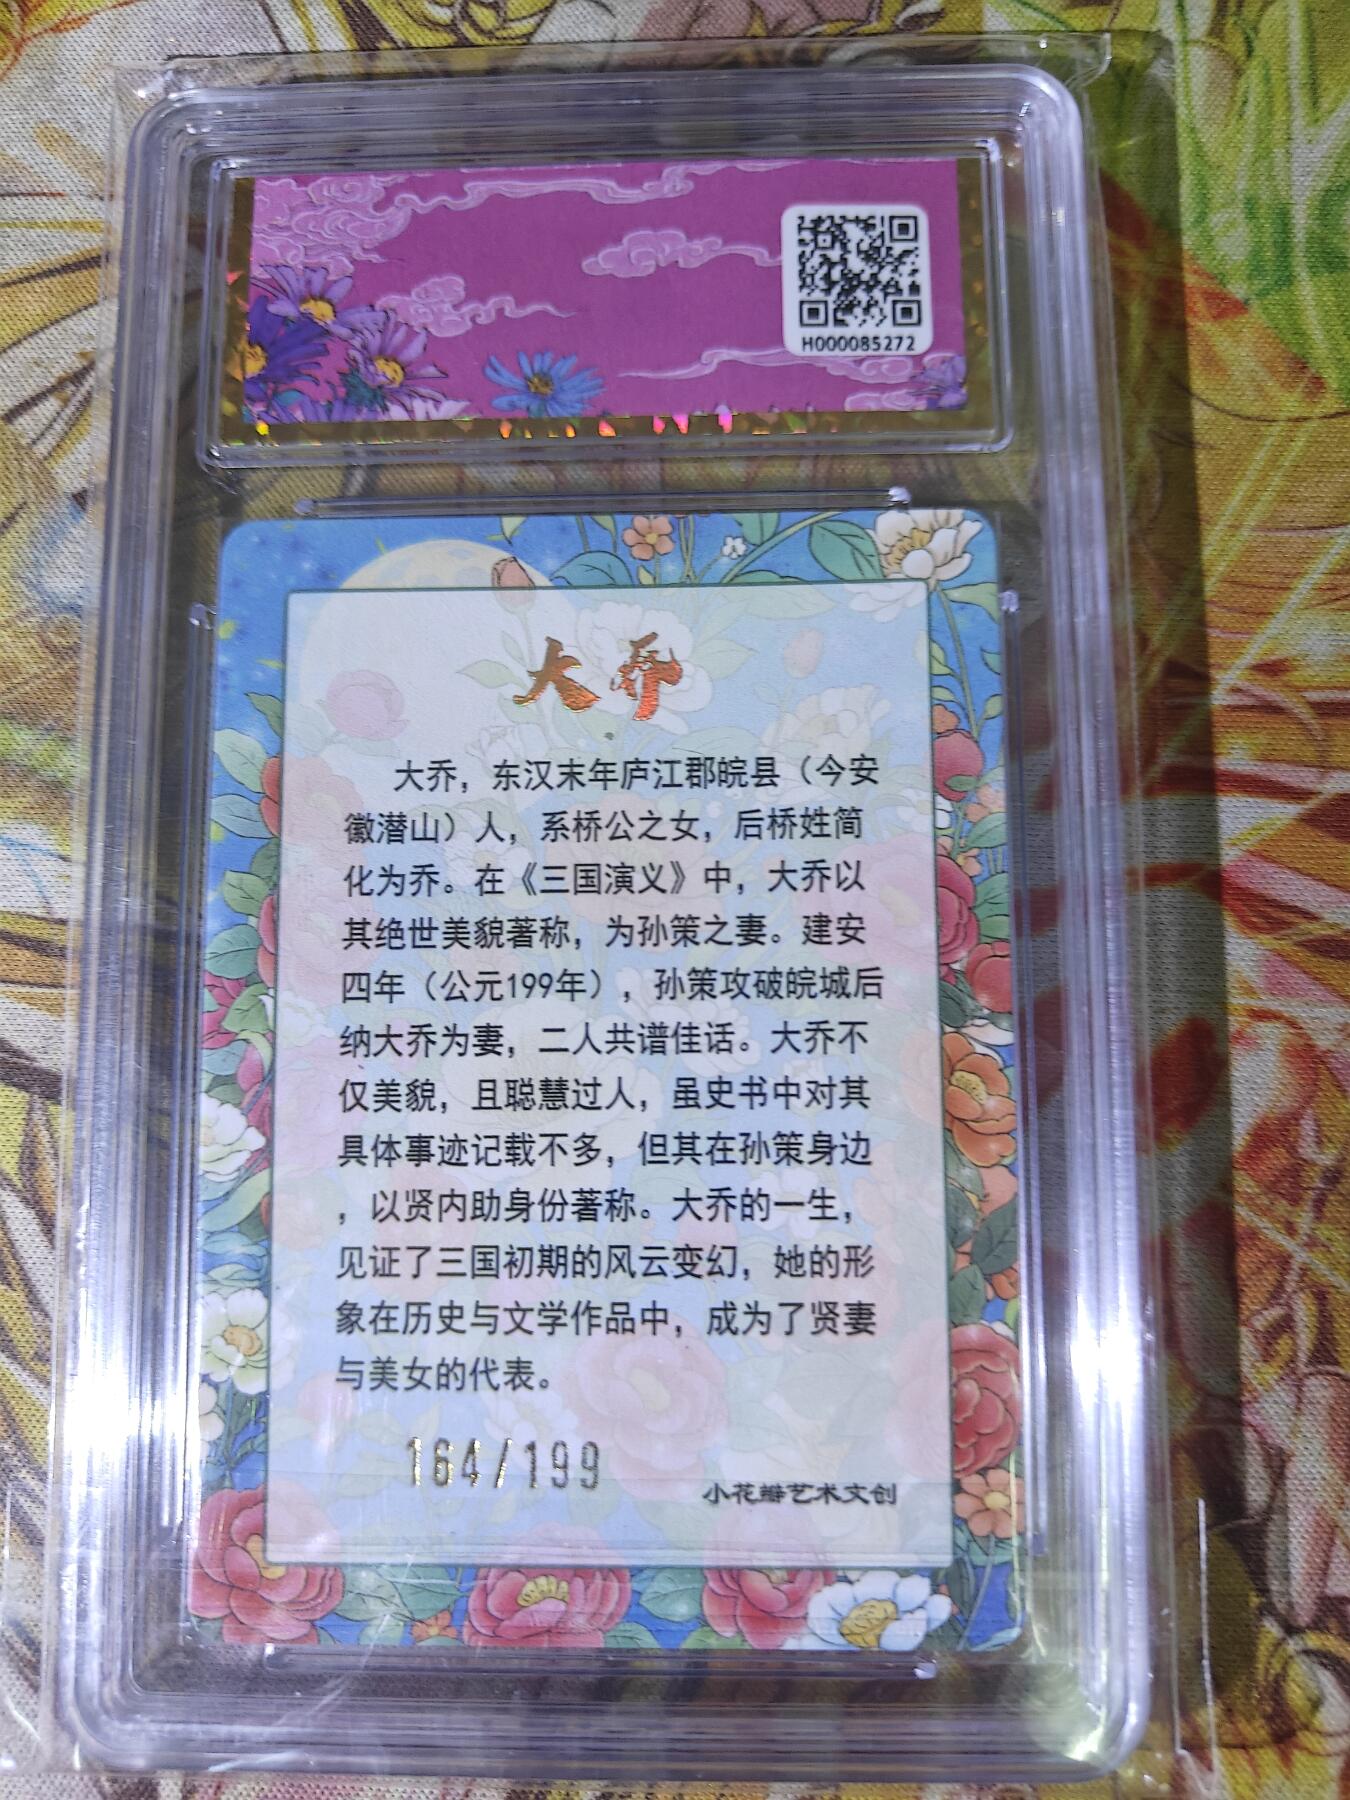 H000085272
大乔
大乔，东汉末年庐江郡皖县（今安
徽潜山）人，系桥公之女，后桥姓简
化为乔。在《三国演义》中，大乔以
其绝世美貌著称，为孙策之妻。建安
四年（公元199年），孙策攻破皖城后
纳大乔为妻，二人共谱佳话。大乔不
仅美貌，且聪慧过人，虽史书中对其
具体事迹记载不多，但其在孙策身边
，以贤内助身份著称。大乔的一生，
见证了三国初期的风云变幻，她的形
象在历史与文学作品中，成为了贤妻
与美女的代表。
164/199
小花瓣艺术文创